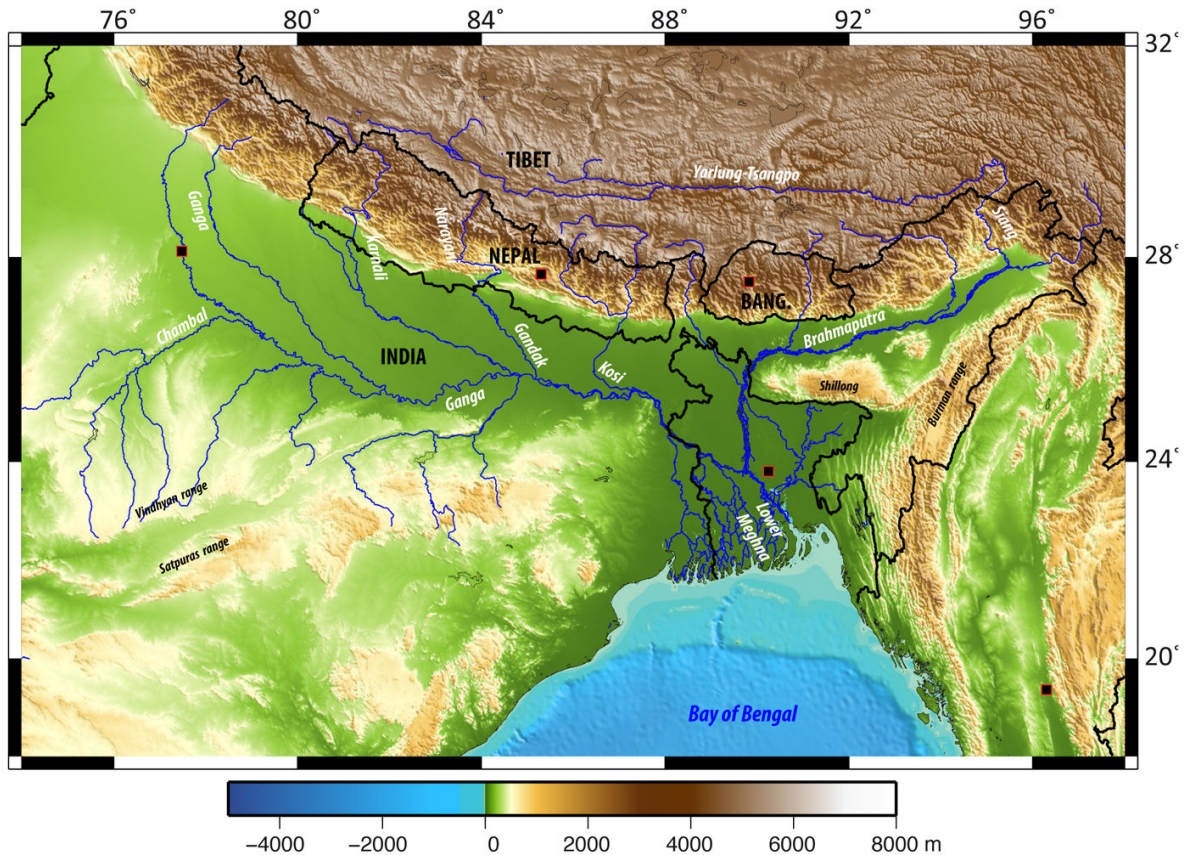 76° 80° 84° 88° 92° 96°
32°
TIBET
Yarlung-Tsangpo
Ganga
Siang
Karnali
Narayani
NEPAL
28°
28°
BANG.
Chambal
Brahmaputra
Gandak
INDIA
Kosi
Shillong
Burman range
Ganga
24°
24°
Vindhyan range
Lower
Meghna
Satpuras range
20°
Bay of Bengal
−4000 −2000 0 2000 4000 6000 8000 m